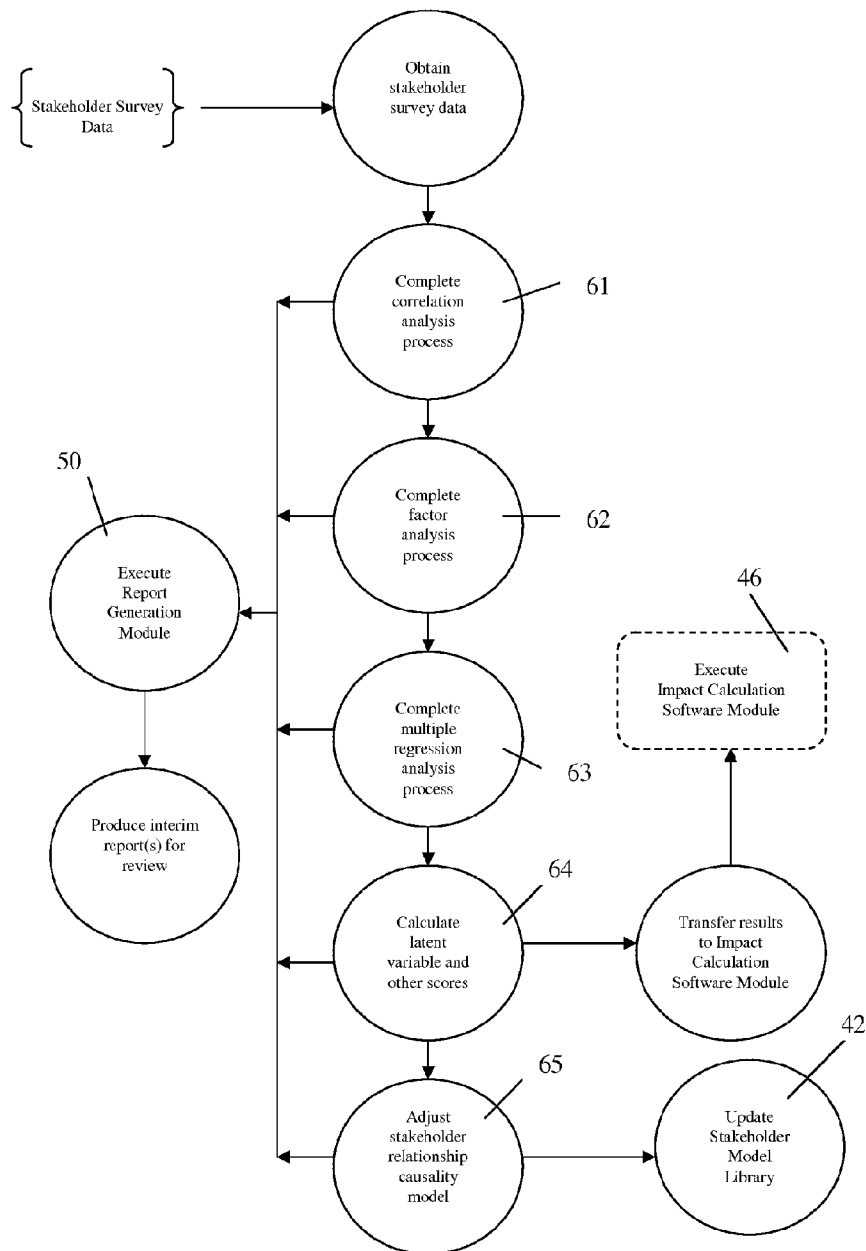 Obtain
stakeholder
survey data
Stakeholder Survey
Data
Complete
correlation
analysis
process
61
Complete
factor
analysis
process
62
50
Execute
Report
Generation
Module
46
Execute
Impact Calculation
Software Module
Complete
multiple
regression
analysis
process
63
Produce interim
report(s) for
review
64
Calculate
latent
variable and
other scores
Transfer results
to Impact
Calculation
Software Module
65
Adjust
stakeholder
relationship
causality
model
42
Update
Stakeholder
Model
Library